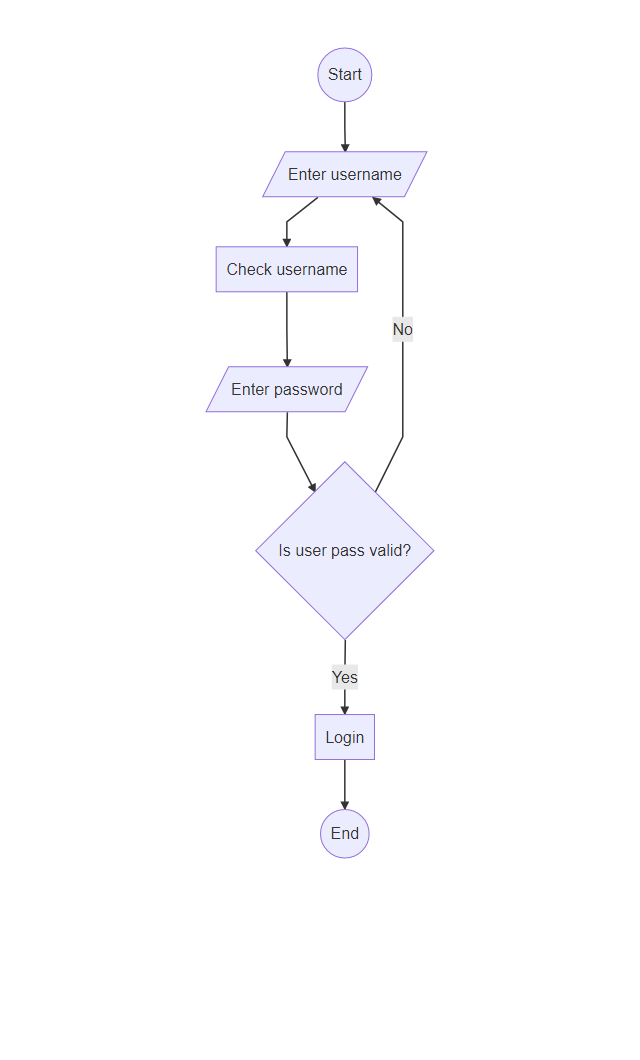 Start
Enter username
Check username
No
Enter password
Is user pass valid?
Yes
Login
End